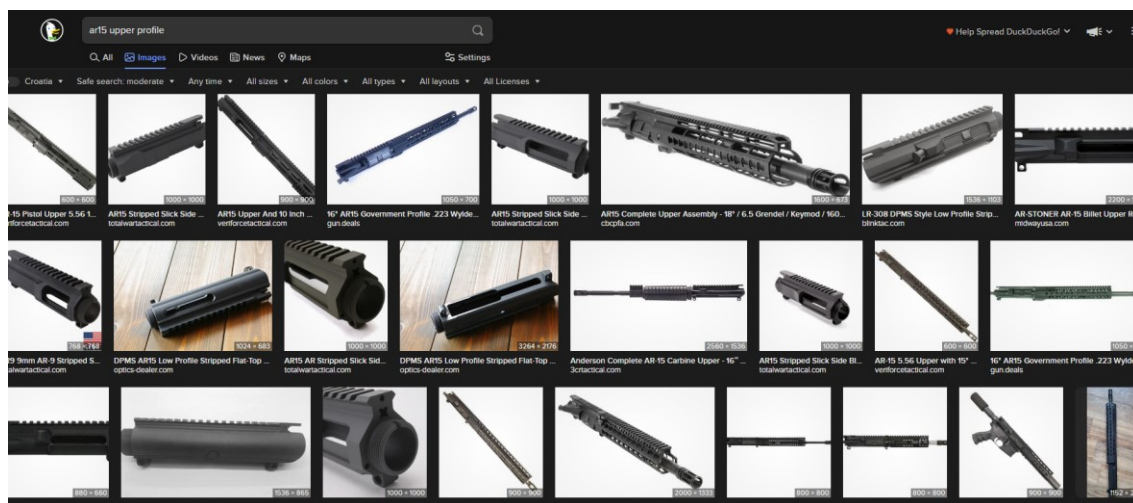 ar15 upper profile
Help Spread DuckDuckGo!
All Images Videos News Maps Settings
Croatia Safe search: moderate Any time All sizes All colors All types All layouts All Licenses
600 × 600 1000 × 1000 900 × 900 1050 × 700 1000 × 1000 1600 × 673 1536 × 1103
-15 Pistol Upper 5.56 1... AR15 Stripped Slick Side ... AR15 Upper And 10 Inch ... 16" AR15 Government Profile .223 Wylde... AR15 Stripped Slick Side ... AR15 Complete Upper Assembly - 18" / 6.5 Grendel / Keymod / 160... LR-308 DPMS Style Low Profile Strip... AR-STONER AR-15 Billet Upper R
riforcetactical.com totalwartactical.com veriforcetactical.com gun.deals totalwartactical.com cbcpfa.com blinktac.com midwayusa.com
768 × 768 1024 × 683 1000 × 1000 3264 × 2176 2560 × 1536 1000 × 1000 600 × 600
9mm AR-9 Stripped S... DPMS AR15 Low Profile Stripped Flat-Top ... AR15 AR Stripped Slick Sid... DPMS AR15 Low Profile Stripped Flat-Top ... Anderson Complete AR-15 Carbine Upper - 16" ... AR15 Stripped Slick Side Bl... AR-15 5.56 Upper with 15" ... 16" AR15 Government Profile .223 Wylde
talwartactical.com optics-dealer.com totalwartactical.com optics-dealer.com 3crtactical.com totalwartactical.com veriforcetactical.com gun.deals
880 × 660 1536 × 865 1000 × 1000 900 × 900 2000 × 1333 800 × 800 800 × 800 900 × 900